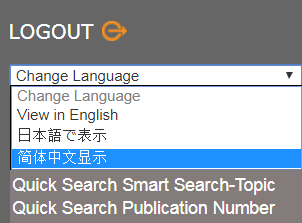 LOGOUT
Change Language
Change Language
View in English
日本語で表示
简体中文显示
Quick Search Smart Search-Topic
Quick Search Publication Number